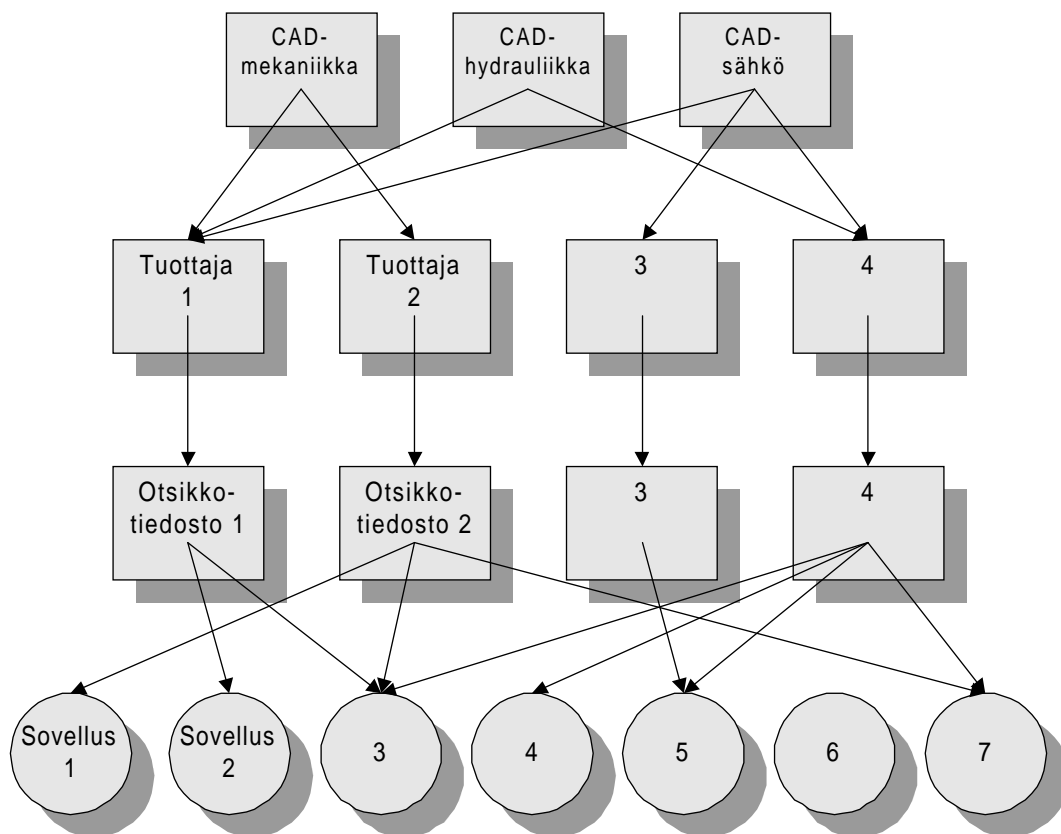 CAD-
mekaniikka
CAD-
hydrauliikka
CAD-
sähkö
Tuottaja
1
Tuottaja
2
3
4
Otsikko-
tiedosto 1
Otsikko-
tiedosto 2
3
4
Sovellus
1
Sovellus
2
3
4
5
6
7